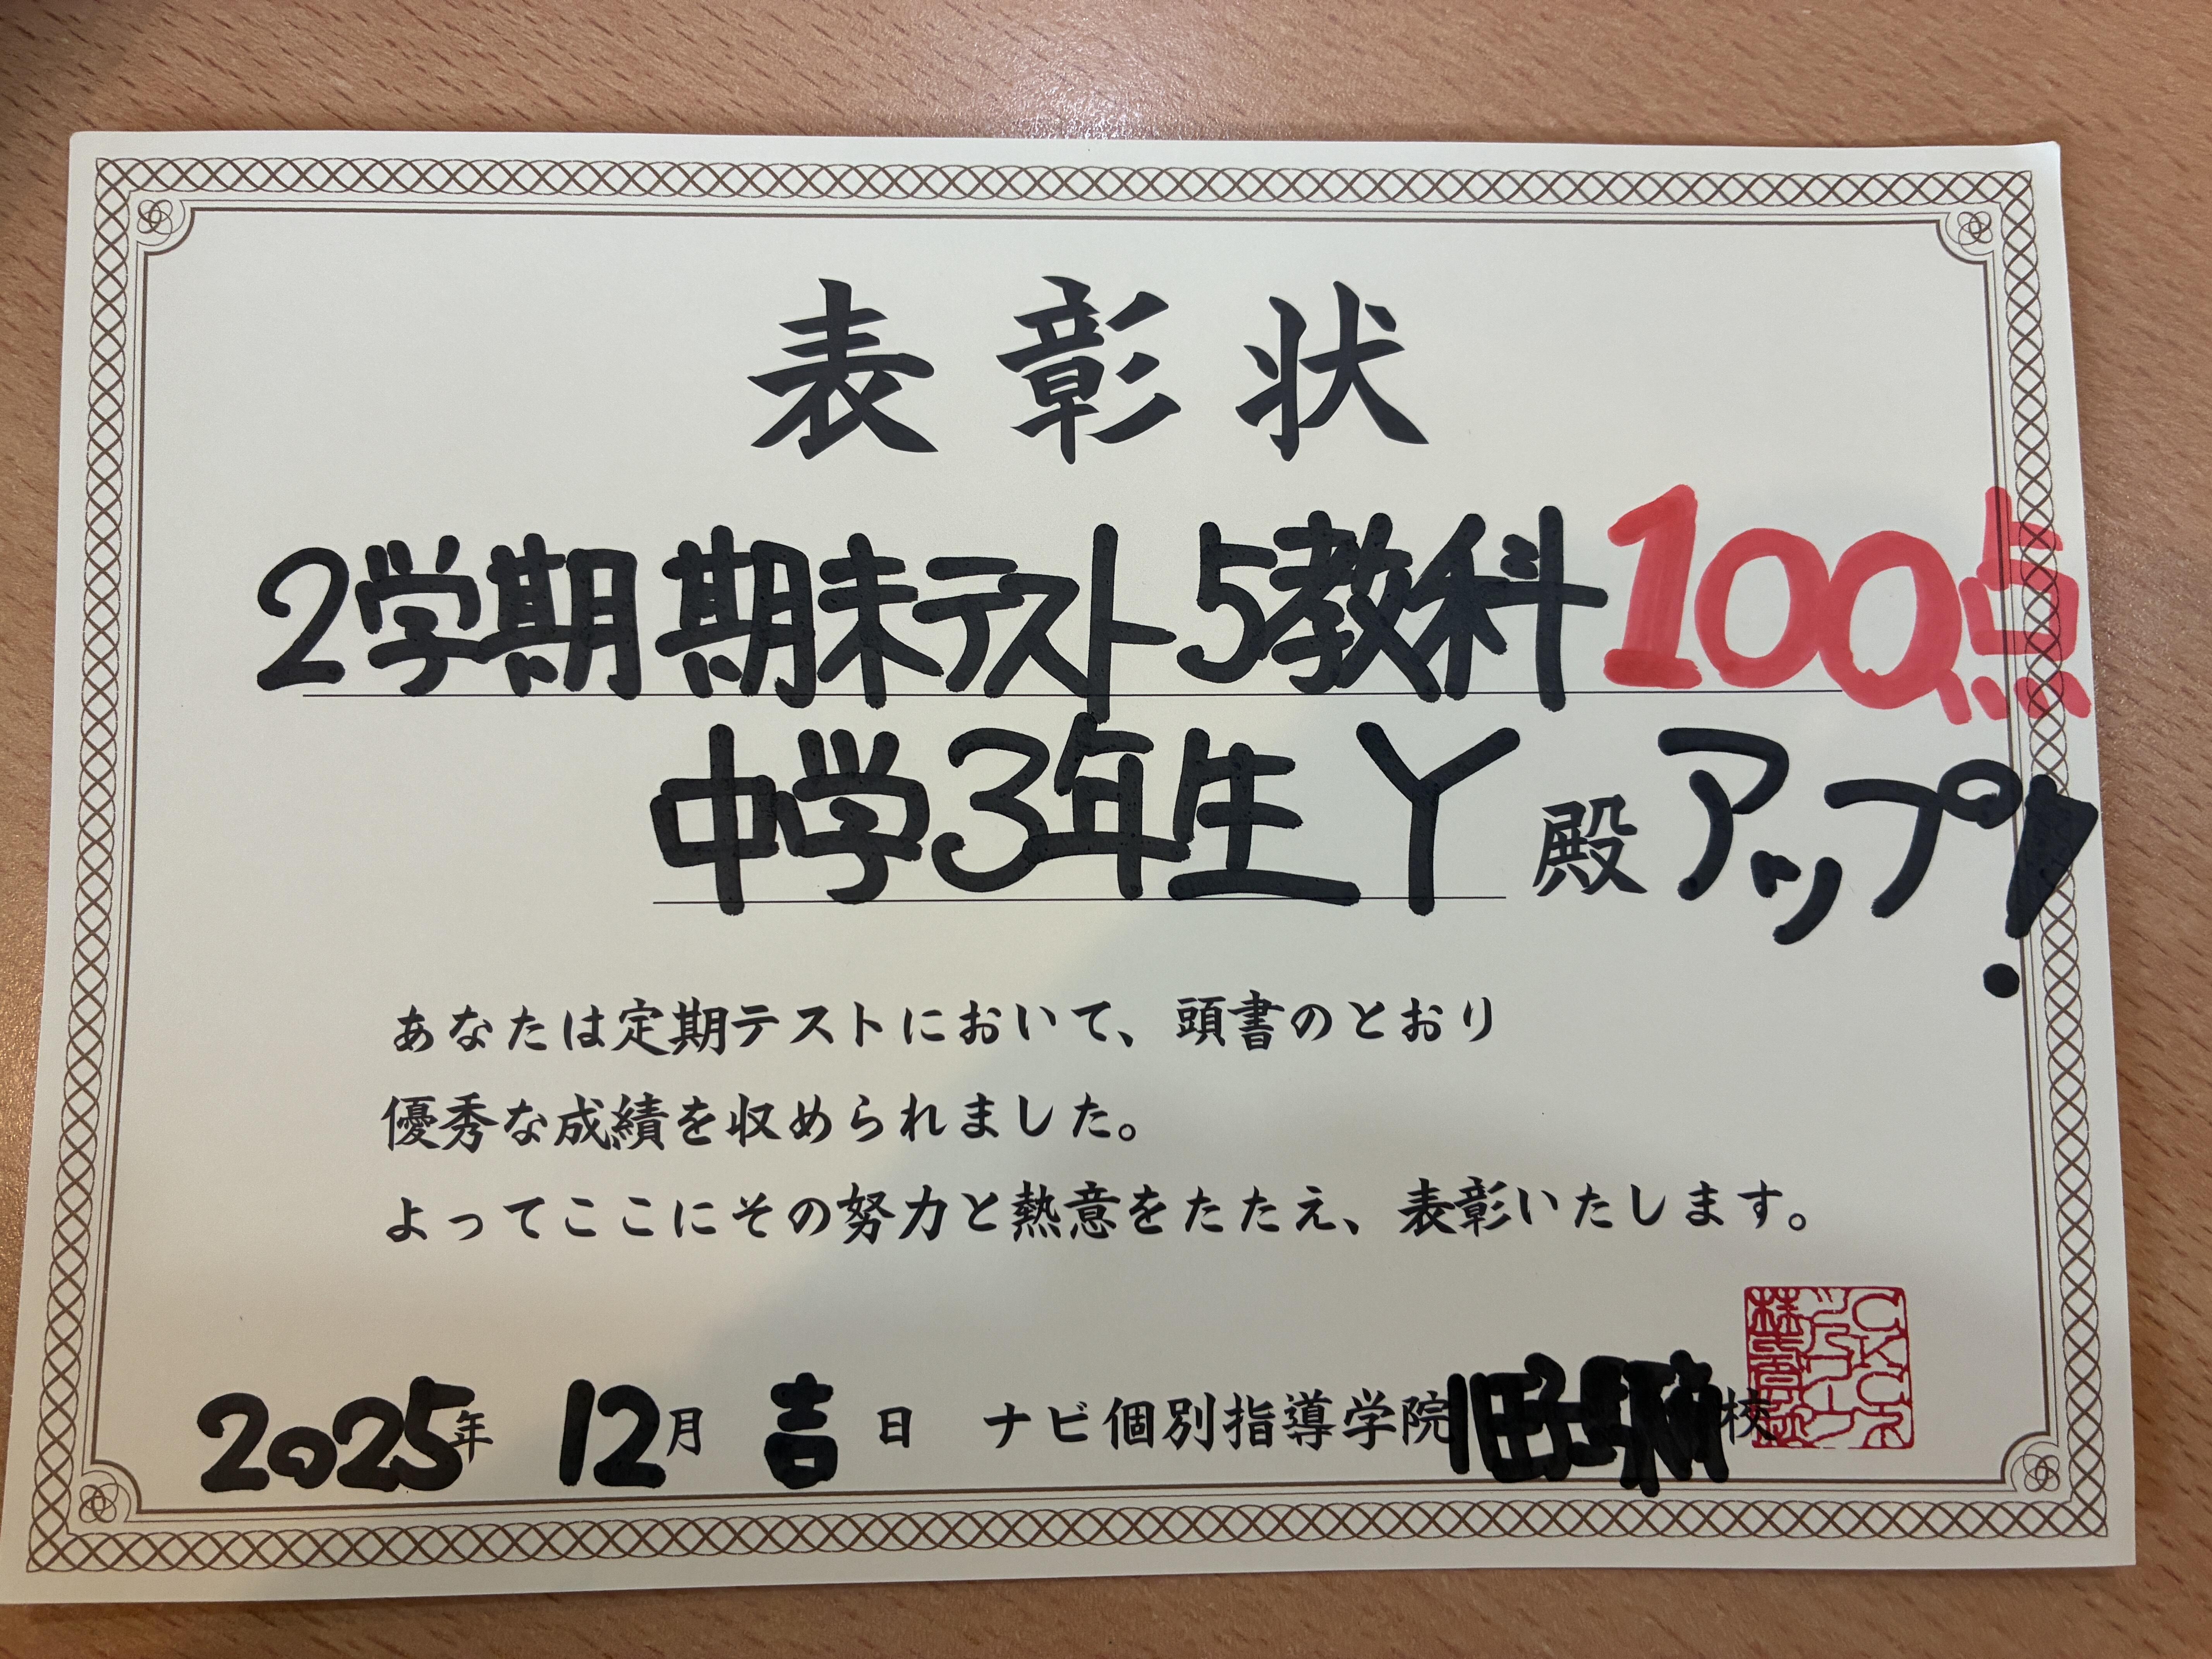 表彰状
2学期期末テスト5教科100点
中学3年生 Y 殿 アップ!
あなたは定期テストにおいて、頭書のとおり
優秀な成績を収められました。
よってここにその努力と熱意をたたえ、表彰いたします。
2025年 12月 吉日 ナビ個別指導学院 校